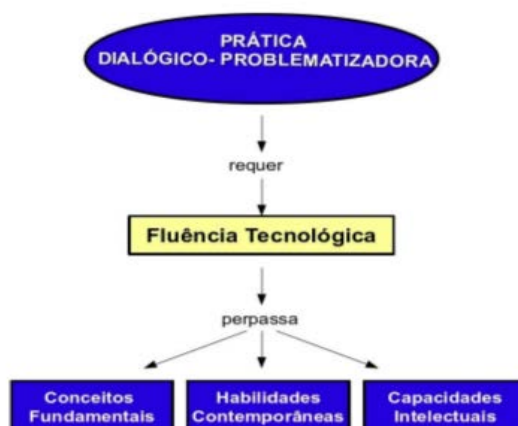 PRÁTICA
DIALÓGICO- PROBLEMATIZADORA
requer
Fluência Tecnológica
perpassa
Conceitos
Fundamentais
Habilidades
Contemporâneas
Capacidades
Intelectuais